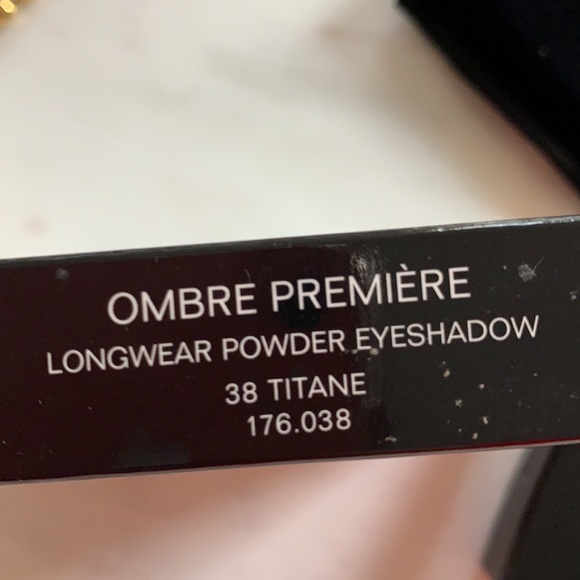 OMBRE PREMIÈRE
LONGWEAR POWDER EYESHADOW
38 TITANE
176.038